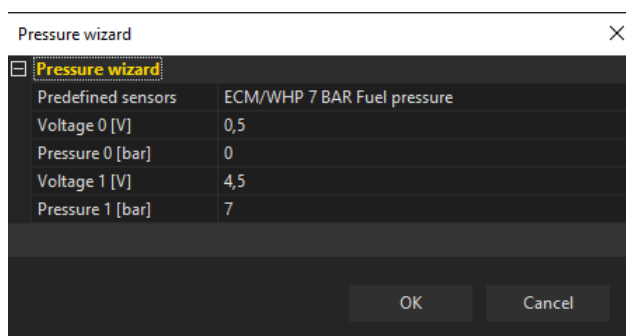 Pressure wizard
Pressure wizard
Predefined sensors ECM/WHP 7 BAR Fuel pressure
Voltage 0 [V] 0,5
Pressure 0 [bar] 0
Voltage 1 [V] 4,5
Pressure 1 [bar] 7
OK Cancel